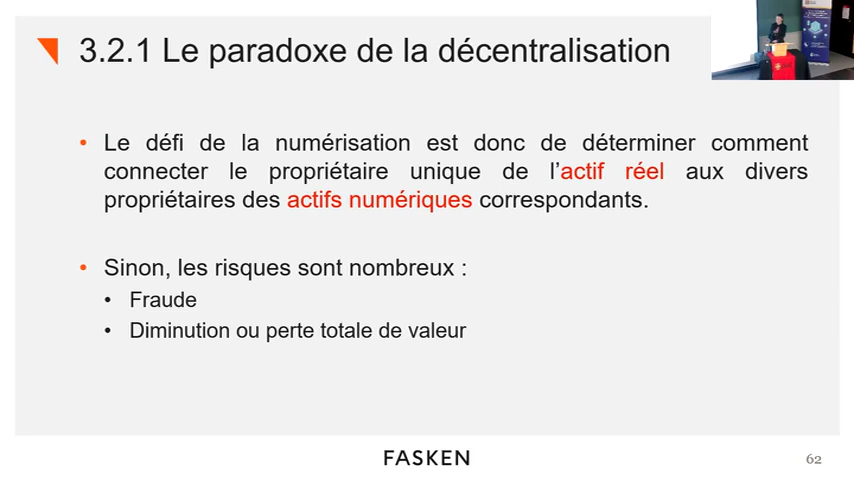 3.2.1 Le paradoxe de la décentralisation
• Le défi de la numérisation est donc de déterminer comment
connecter le propriétaire unique de l'actif réel aux divers
propriétaires des actifs numériques correspondants.
• Sinon, les risques sont nombreux :
• Fraude
• Diminution ou perte totale de valeur
FASKEN
62